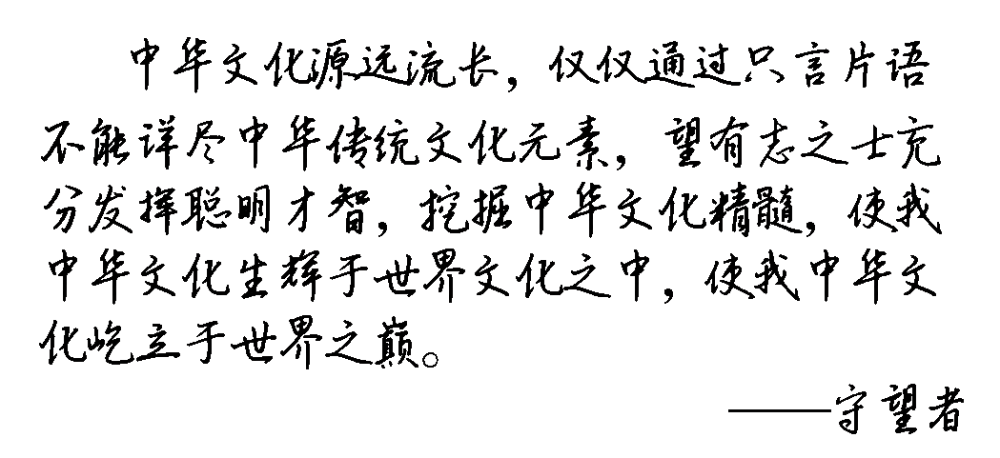 中华文化源远流长，仅仅通过只言片语
不能详尽中华传统文化元素，望有志之士充
分发挥聪明才智，挖掘中华文化精髓，使我
中华文化生辉于世界文化之中，使我中华文
化屹立于世界之巅。
——守望者